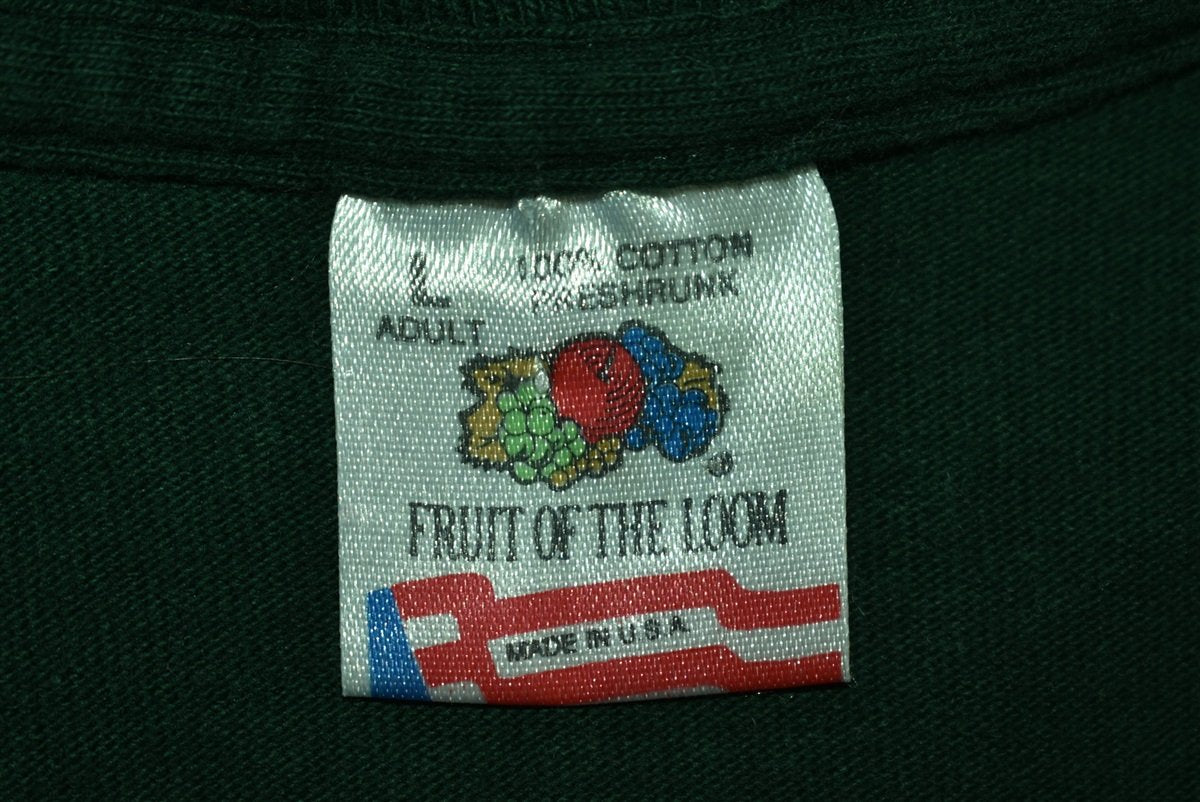 L
100% COTTON
PRESHRUNK
ADULT
FRUIT OF THE LOOM
MADE IN U.S.A.